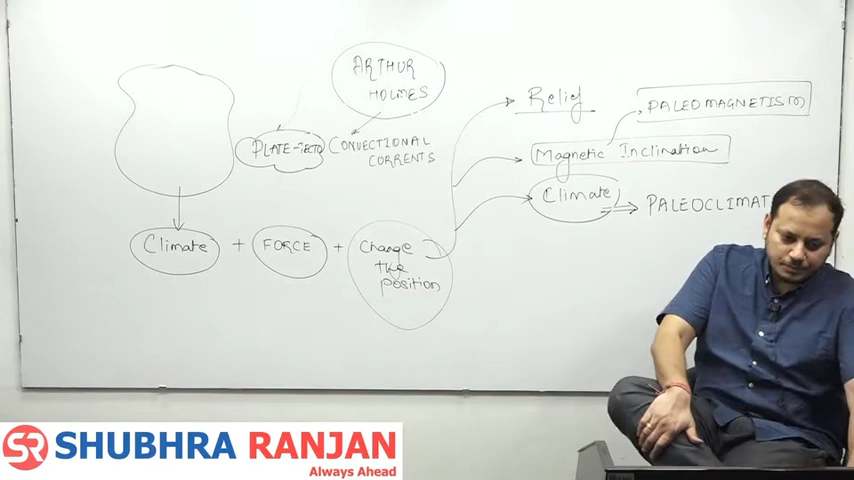 ARTHUR
HOLMES
PLATE-TECTO
CONVECTIONAL
CURRENTS
Climate + FORCE + Change
the
position
Relief
PALEOMAGNETISM
Magnetic Inclination
Climate
PALEOCLIMAT
SR SHUBHRA RANJAN
Always Ahead